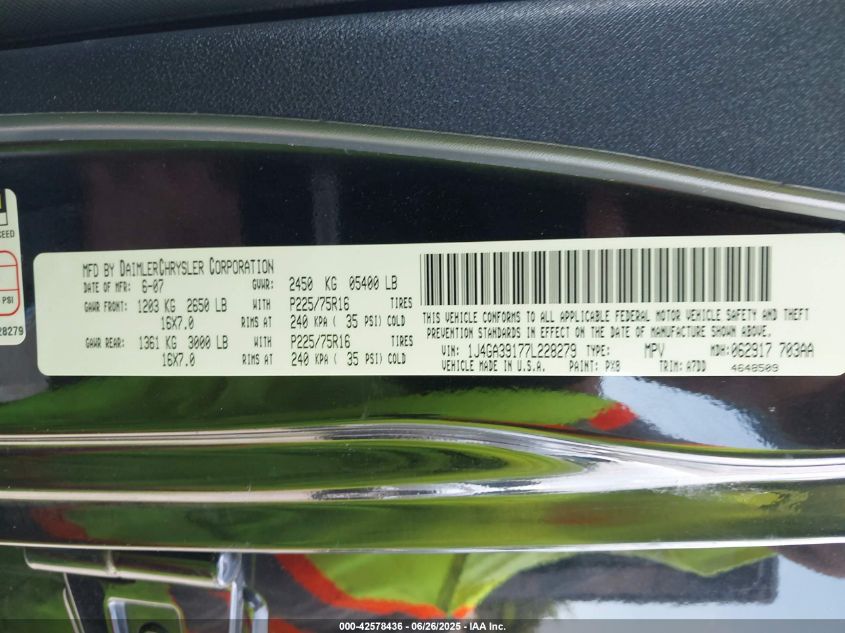 CEED
PSI
28279
MFD BY DAIMLERCHRYSLER CORPORATION
DATE OF MFR: 6-07 GVWR: 2450 KG 05400 LB
GAWR FRONT: 1203 KG 2650 LB WITH P225/75R16 TIRES
16X7.0 RIMS AT 240 KPA ( 35 PSI) COLD
GAWR REAR: 1361 KG 3000 LB WITH P225/75R16 TIRES
16X7.0 RIMS AT 240 KPA ( 35 PSI) COLD
THIS VEHICLE CONFORMS TO ALL APPLICABLE FEDERAL MOTOR VEHICLE SAFETY AND THEFT
PREVENTION STANDARDS IN EFFECT ON THE DATE OF MANUFACTURE SHOWN ABOVE.
VIN: 1J4GA39177L228279 TYPE: MPV MDH: 062917 703AA
VEHICLE MADE IN U.S.A. PAINT: PX8 TRIM: A7DD 4648509
000-42578436 - 06/26/2025 - IAA Inc.